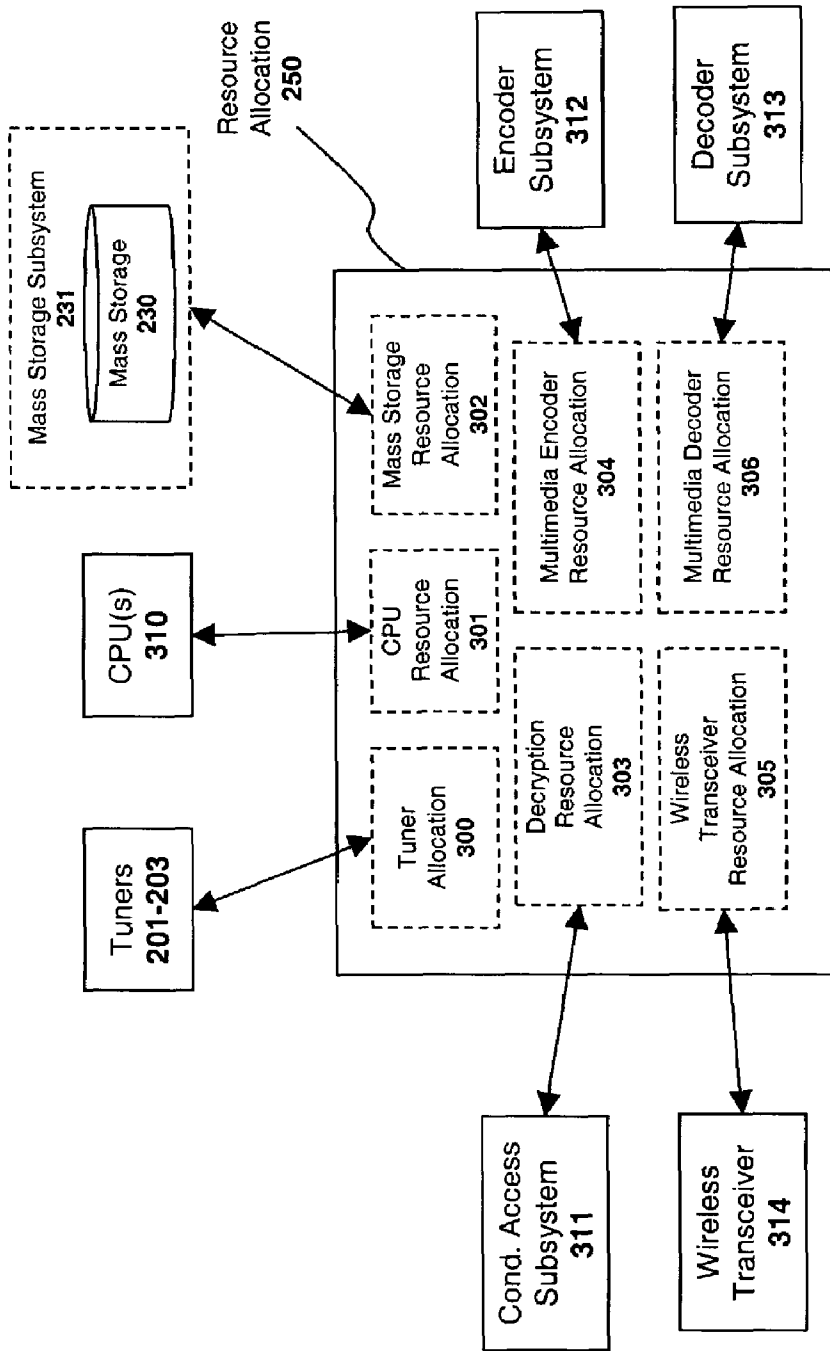 Mass Storage Subsystem
231
Mass Storage
230
Resource
Allocation
250
CPU(s)
310
Tuners
201-203
Tuner
Allocation
300
CPU
Resource
Allocation
301
Mass Storage
Resource
Allocation
302
Decryption
Resource
Allocation
303
Multimedia Encoder
Resource Allocation
304
Wireless
Transceiver
Resource Allocation
305
Multimedia Decoder
Resource Allocation
306
Cond. Access
Subsystem
311
Wireless
Transceiver
314
Encoder
Subsystem
312
Decoder
Subsystem
313